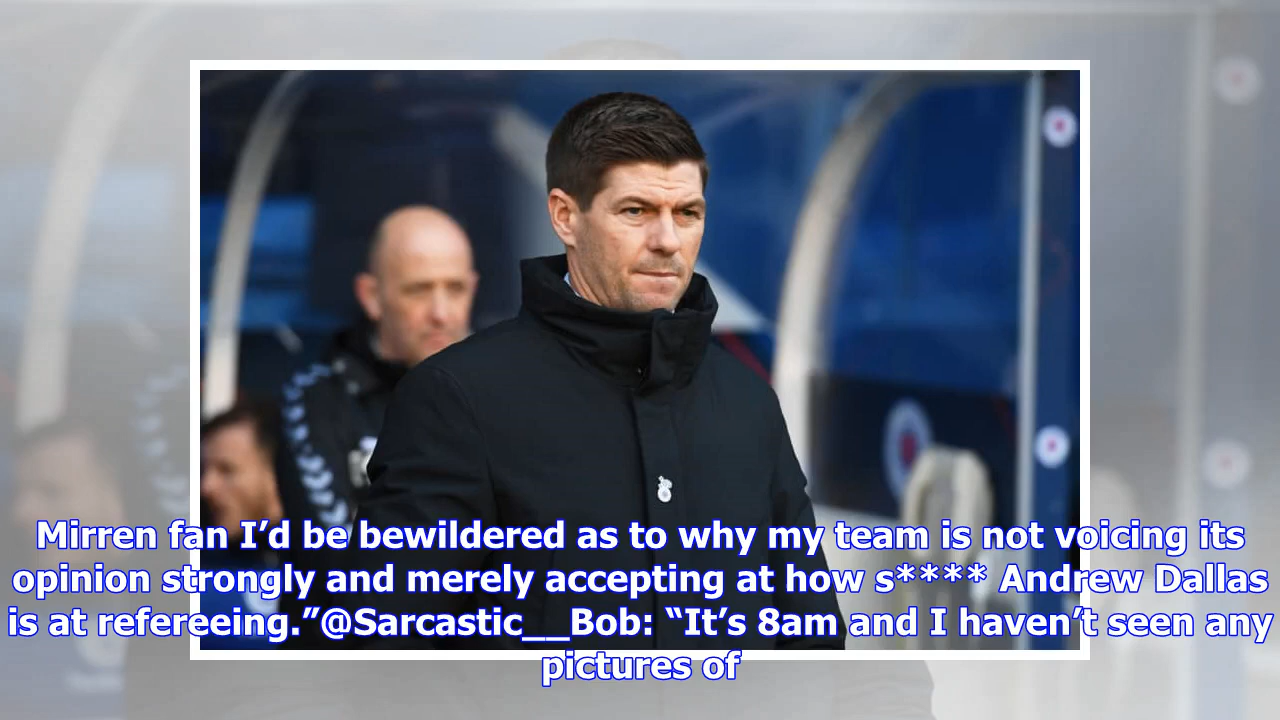 Mirren fan I’d be bewildered as to why my team is not voicing its
opinion strongly and merely accepting at how s**** Andrew Dallas
is at refereeing.”@Sarcastic__Bob: “It’s 8am and I haven’t seen any
pictures of